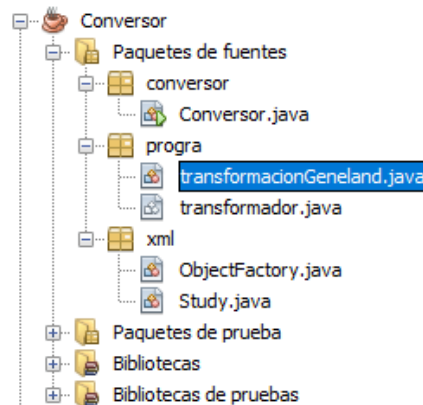 Conversor
Paquetes de fuentes
conversor
Conversor.java
progra
transformacionGeneland.java
transformador.java
xml
ObjectFactory.java
Study.java
Paquetes de prueba
Bibliotecas
Bibliotecas de pruebas